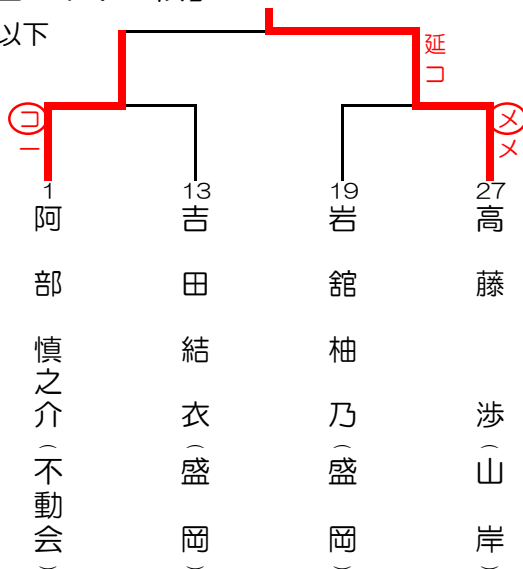 以下
延
コ
コ
一
メ
メ
1
13
19
27
阿部慎之介(不動会)
吉田結衣(盛岡)
岩舘柚乃(盛岡)
高藤渉(山岸)